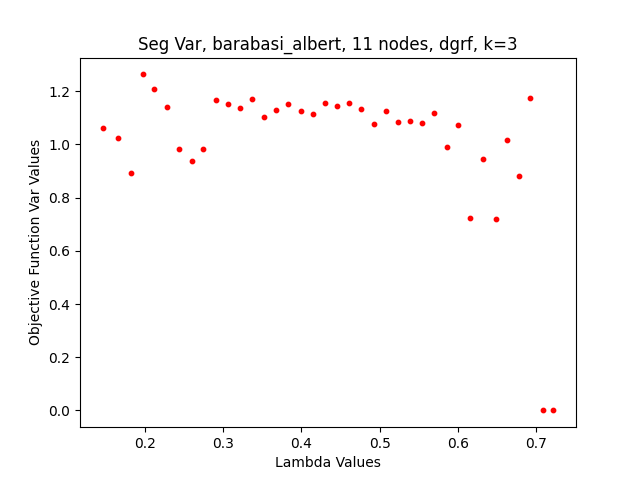 Seg Var, barabasi_albert, 11 nodes, dgrf, k=3
Objective Function Var Values
1.2
1.0
0.8
0.6
0.4
0.2
0.0
0.2 0.3 0.4 0.5 0.6 0.7
Lambda Values